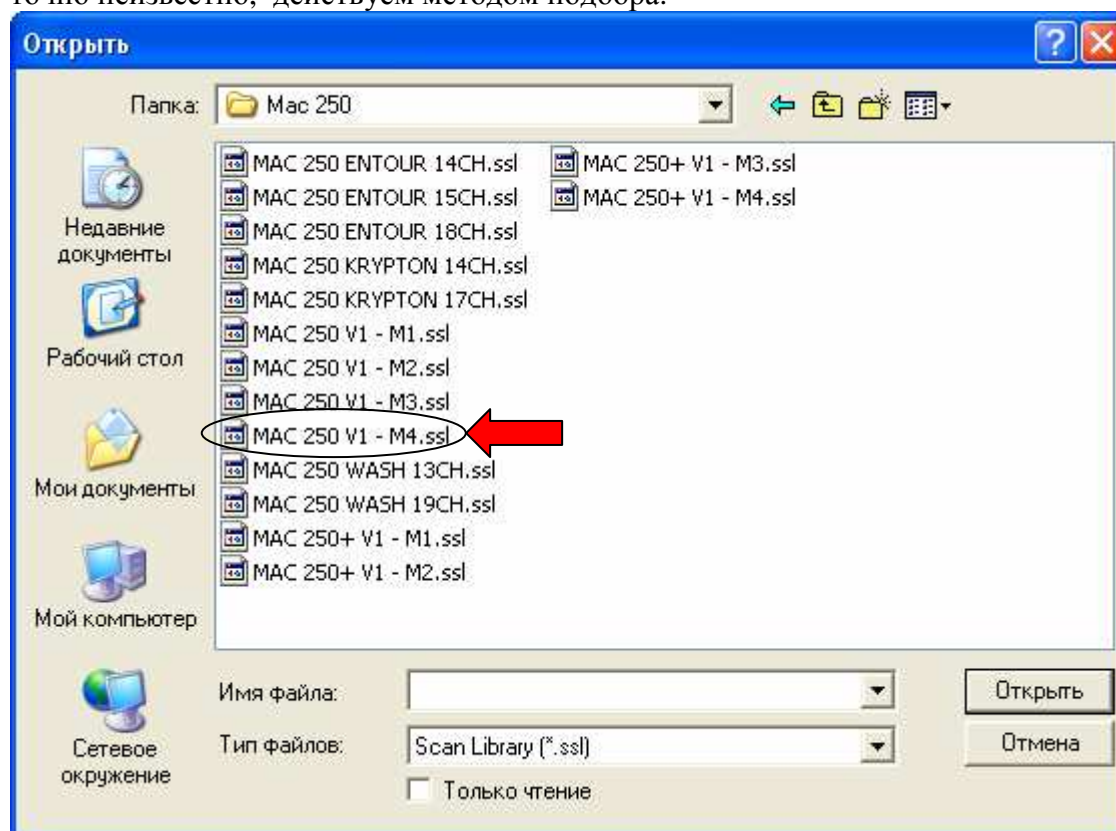 точно неизвестно, действуем методом подбора.
Открыть
Папка: Mac 250
Недавние документы
Рабочий стол
Мои документы
Мой компьютер
Сетевое окружение
MAC 250 ENTOUR 14CH.ssl
MAC 250 ENTOUR 15CH.ssl
MAC 250 ENTOUR 18CH.ssl
MAC 250 KRYPTON 14CH.ssl
MAC 250 KRYPTON 17CH.ssl
MAC 250 V1 - M1.ssl
MAC 250 V1 - M2.ssl
MAC 250 V1 - M3.ssl
MAC 250 V1 - M4.ssl
MAC 250 WASH 13CH.ssl
MAC 250 WASH 19CH.ssl
MAC 250+ V1 - M1.ssl
MAC 250+ V1 - M2.ssl
MAC 250+ V1 - M3.ssl
MAC 250+ V1 - M4.ssl
Имя файла:
Открыть
Тип файлов: Scan Library (*.ssl)
Отмена
Только чтение